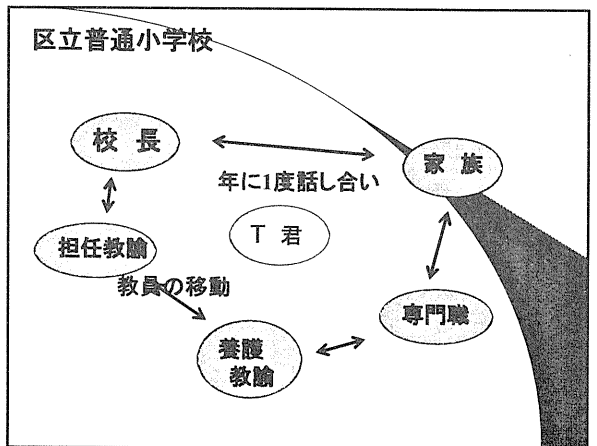 区立普通小学校
校 長
家 族
年に1度話し合い
T 君
担任教諭
教員の移動
専門職
養護
教諭